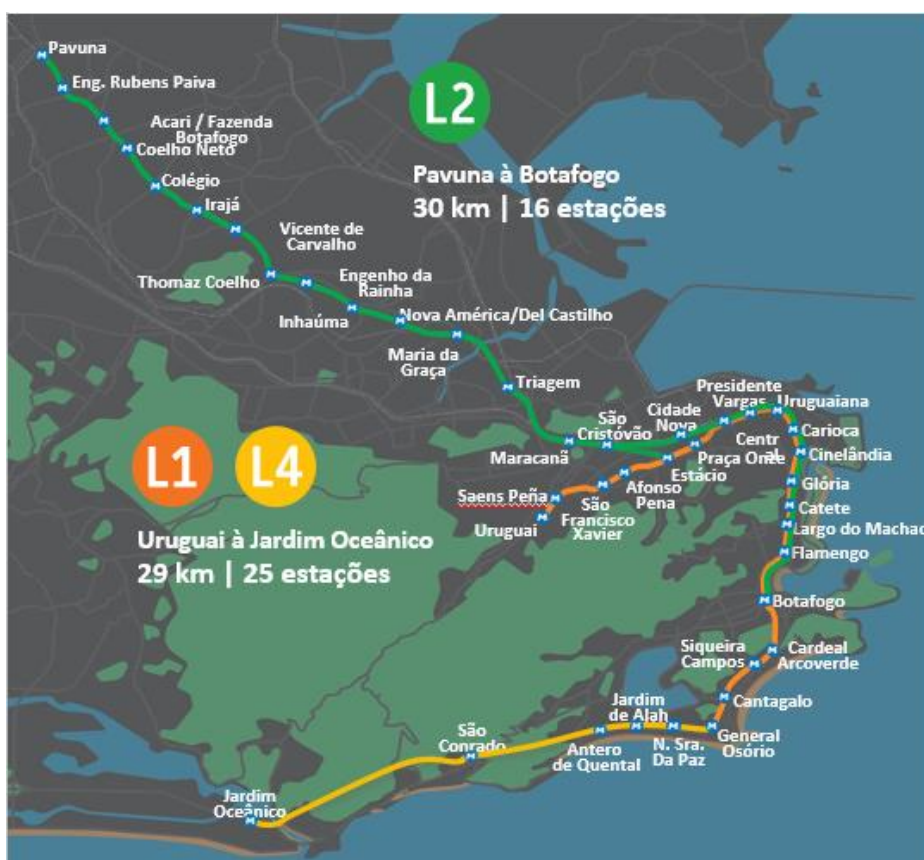 Pavuna
Eng. Rubens Paiva
L2
Acari / Fazenda
Botafogo
Coelho Neto
Colégio
Pavuna à Botafogo
30 km | 16 estações
Irajá
Vicente de
Carvalho
Thomaz Coelho
Engenho da
Rainha
Inhaúma
Nova América/Del Castilho
Maria da
Graça
Triagem
Presidente
Vargas
Uruguaiana
Cidade
Nova
São
Cristóvão
Carioca
Maracanã
Centr
al
Praça Onze
Cinelândia
Estácio
L1
L4
Saens Peña
Afonso
Pena
São
Francisco
Xavier
Uruguai
Glória
Catete
Largo do Machad
Flamengo
Uruguai à Jardim Oceânico
29 km | 25 estações
Botafogo
Siqueira
Campos
Cardeal
Arcoverde
Cantagalo
Jardim
de Alah
General
Osório
N. Sra.
Da Paz
Antero
de Quental
São
Conrado
Jardim
Oceânico